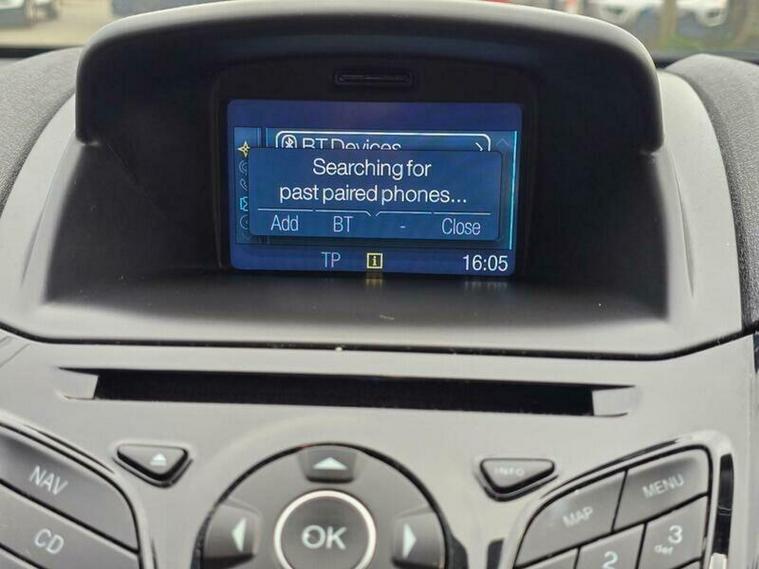 BT Devices
Searching for
past paired phones...
Add BT - Close
TP i 16:05
NAV
CD
OK
INFO
MAP
MENU
2
3
def